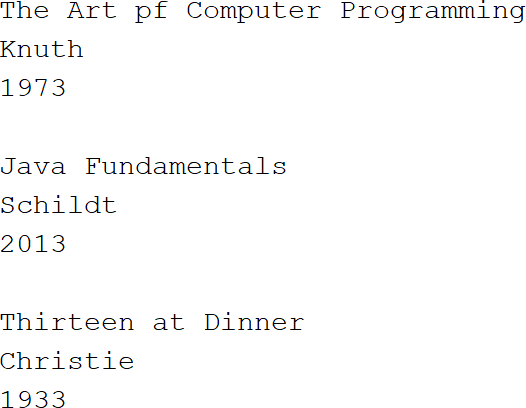 The Art pf Computer Programming
Knuth
1973
Java Fundamentals
Schildt
2013
Thirteen at Dinner
Christie
1933